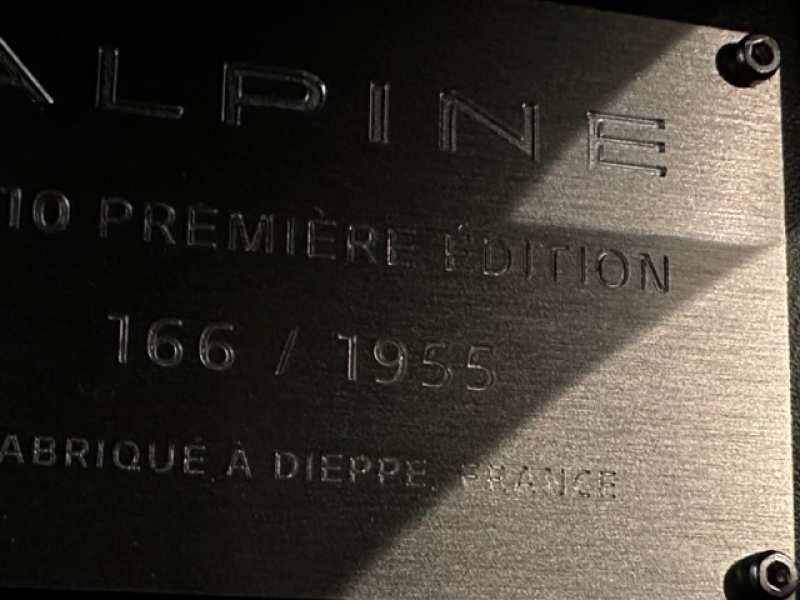 ALPINE
10 PREMIÈRE ÉDITION
166 / 1955
ABRIQUÉ À DIEPPE, FRANCE